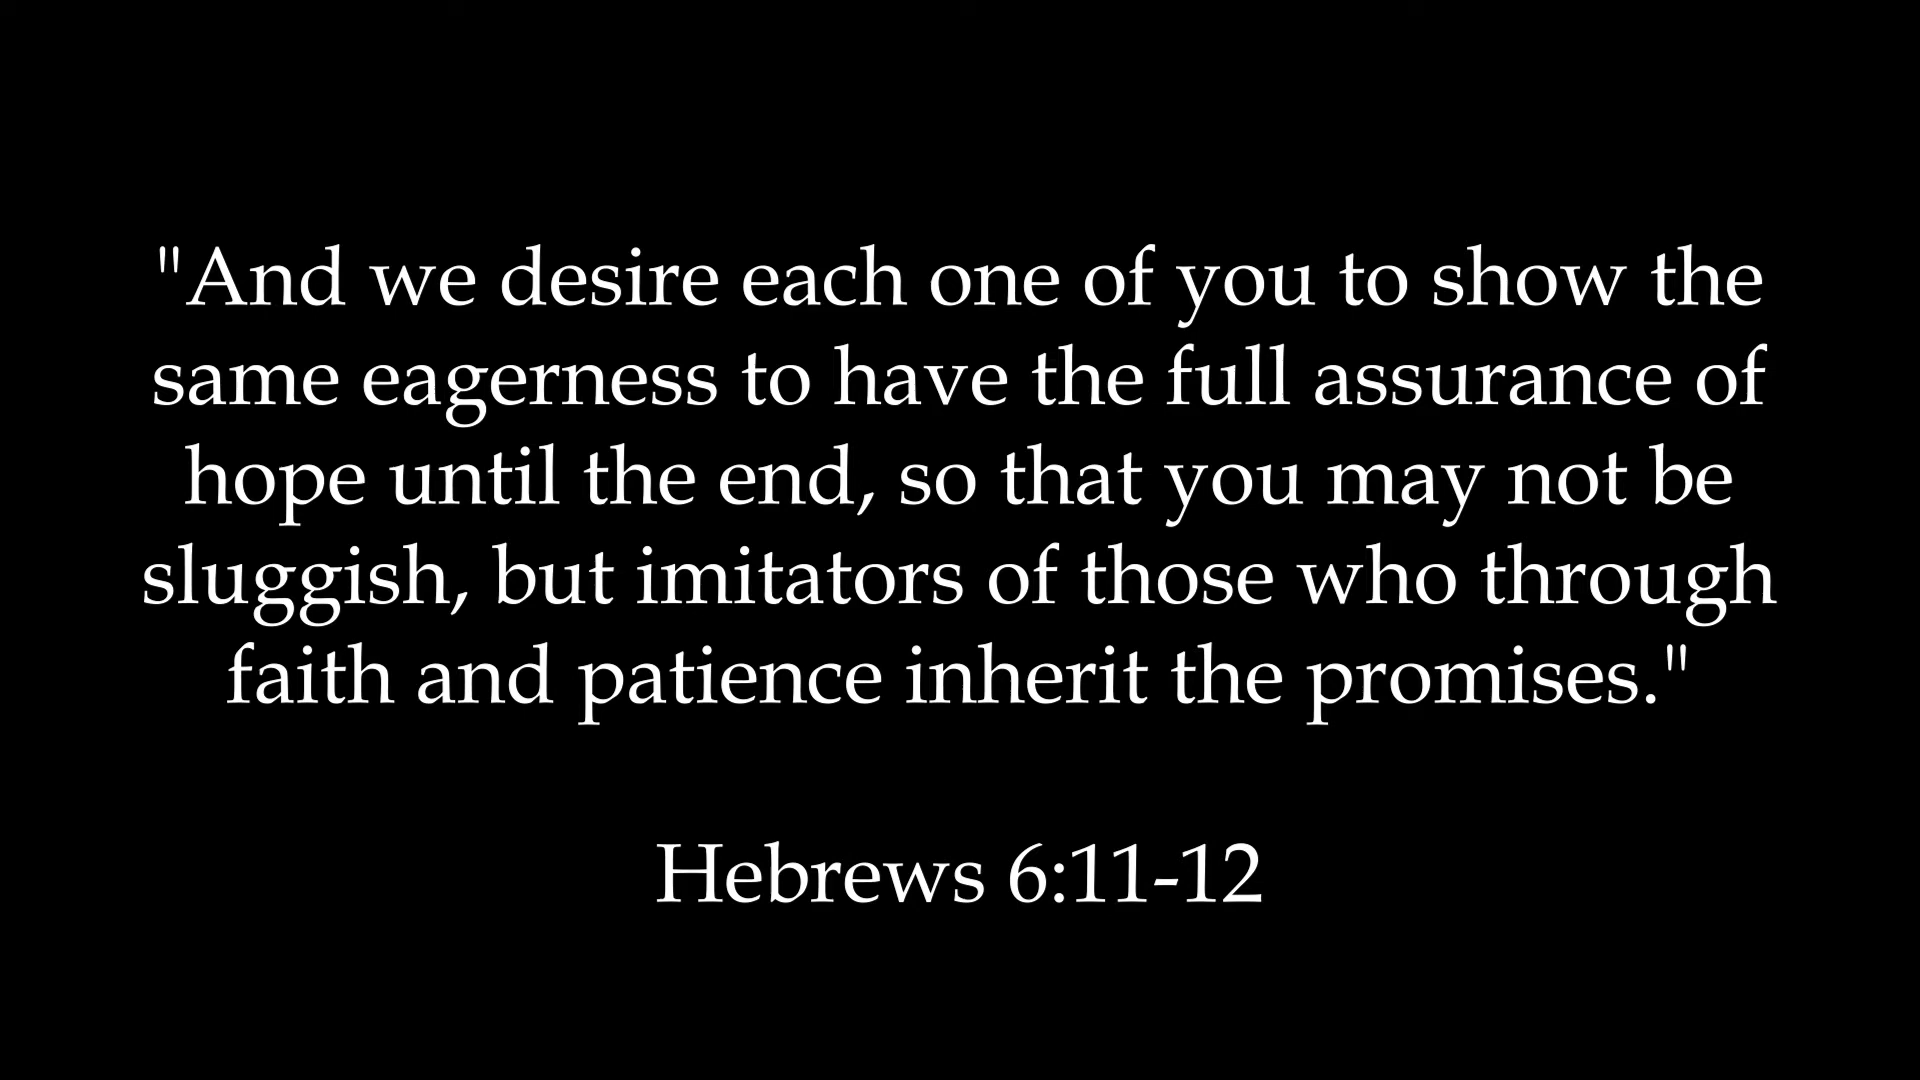 "And we desire each one of you to show the
same eagerness to have the full assurance of
hope until the end, so that you may not be
sluggish, but imitators of those who through
faith and patience inherit the promises."
Hebrews 6:11-12